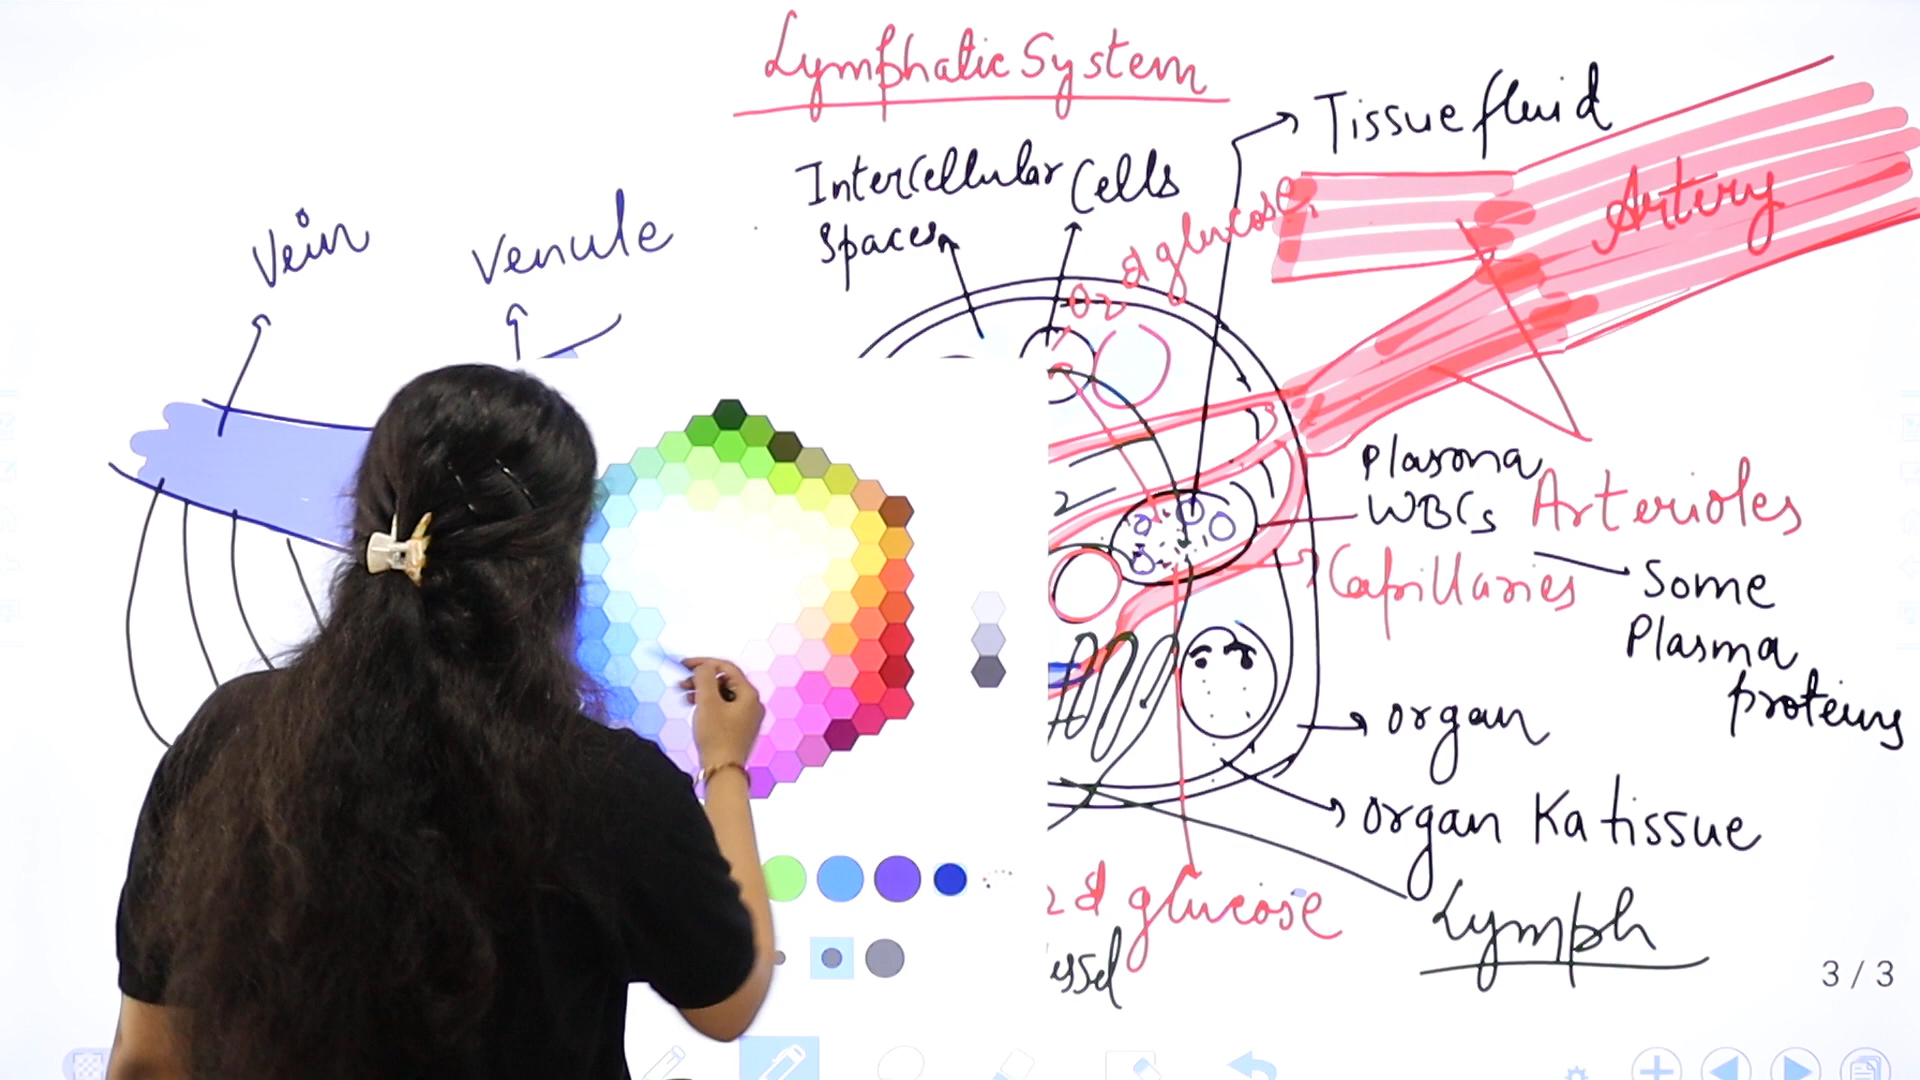 Lymphatic System
Tissue fluid
Intercellular
Spaces
Cells
Vein
Venule
O2 & glucose,
Artery
Plasma
WBCs
Arterioles
Capillaries
Some
Plasma
proteins
organ
organ Ka tissue
2 & glucose
Lymph
essel
3 / 3